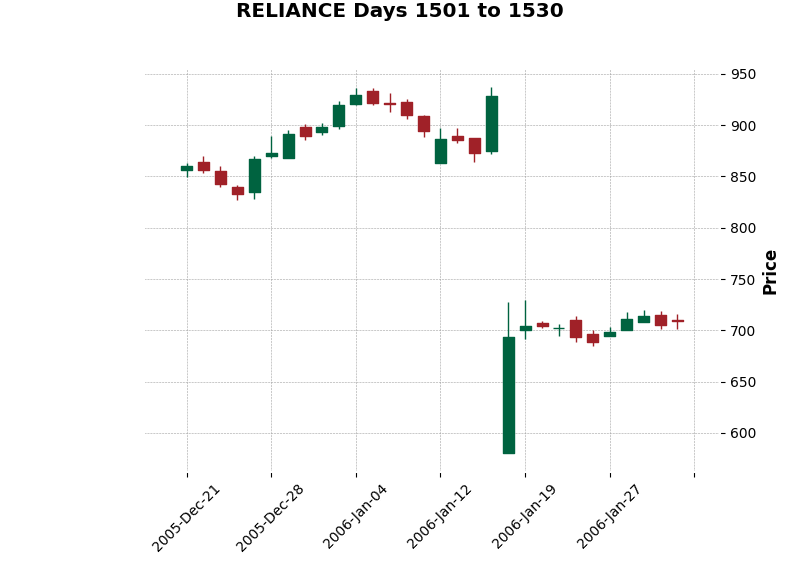 RELIANCE Days 1501 to 1530
950
900
850
800
750
700
650
600
Price
2005-Dec-21
2005-Dec-28
2006-Jan-04
2006-Jan-12
2006-Jan-19
2006-Jan-27